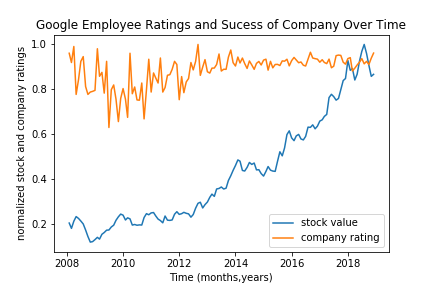 Google Employee Ratings and Sucess of Company Over Time
normalized stock and company ratings
1.0
0.8
0.6
0.4
0.2
stock value
company rating
2008 2010 2012 2014 2016 2018
Time (months,years)